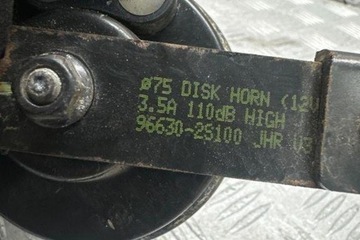 Ø75 DISK HORN (12V
3.5A 110dB HIGH
96630-2S100 JHR